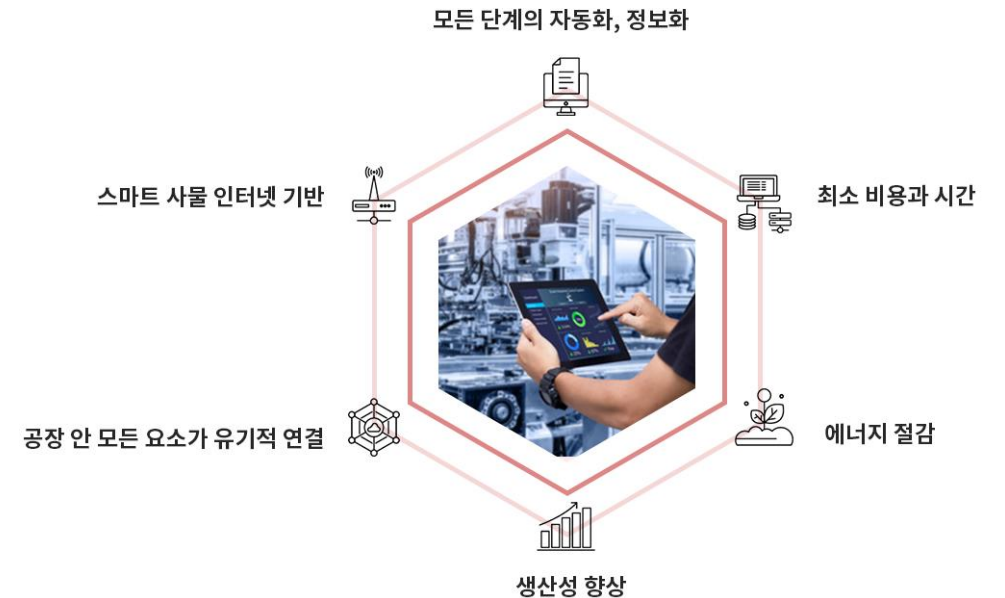 모든 단계의 자동화, 정보화
스마트 사물 인터넷 기반
최소 비용과 시간
공장 안 모든 요소가 유기적 연결
에너지 절감
생산성 향상